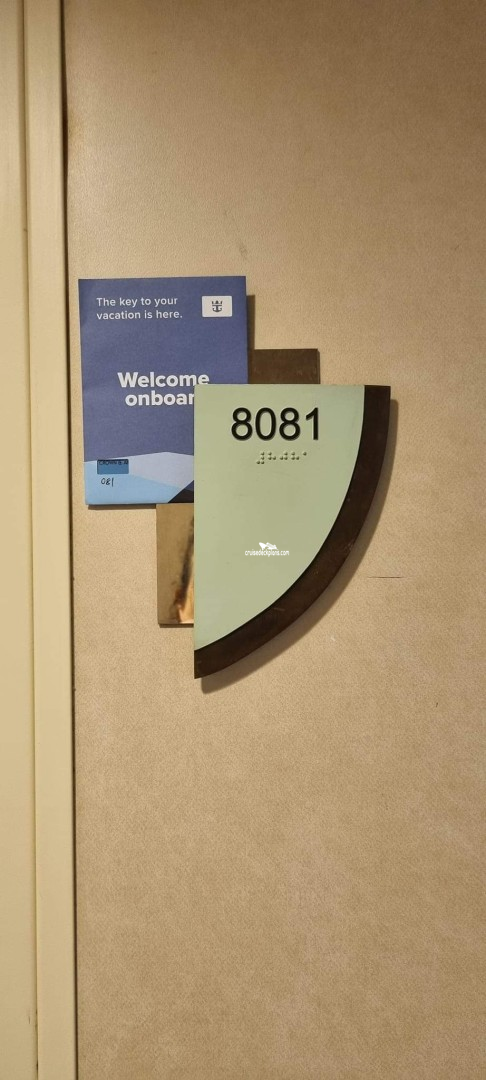 The key to your
vacation is here.
Welcome
onboar
081
8081
cruisedeckplans.com